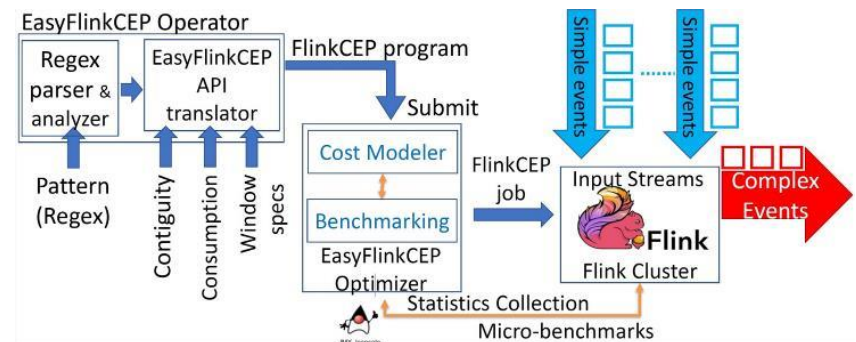 EasyFlinkCEP Operator
Regex
parser &
analyzer
EasyFlinkCEP
API
translator
Pattern
(Regex)
Contiguity
Consumption
Window
specs
FlinkCEP program
Submit
Cost Modeler
Benchmarking
EasyFlinkCEP
Optimizer
FlinkCEP
job
Simple events
Simple events
Input Streams
Flink
Flink Cluster
Complex
Events
Statistics Collection
Micro-benchmarks